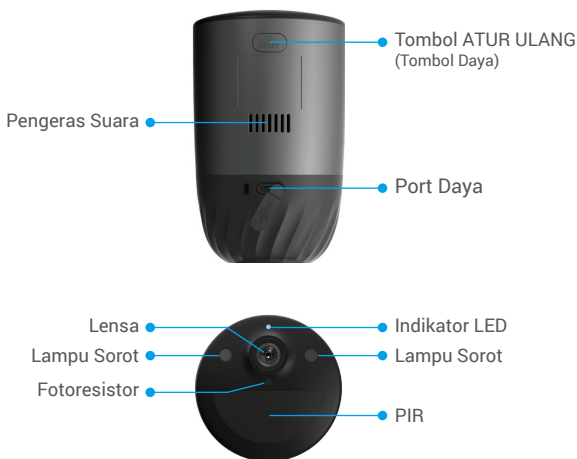 Tombol ATUR ULANG
(Tombol Daya)
Pengeras Suara
Port Daya
Lensa
Indikator LED
Lampu Sorot
Lampu Sorot
Fotoresistor
PIR